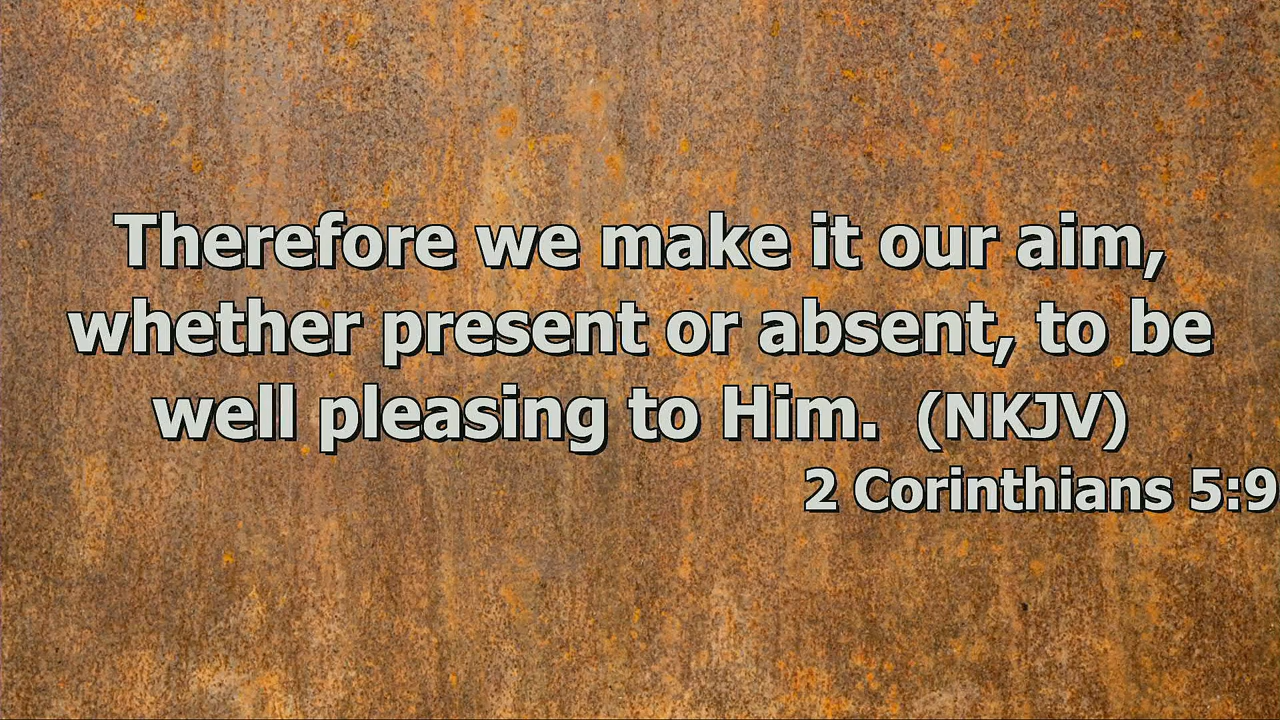 Therefore we make it our aim,
whether present or absent, to be
well pleasing to Him.  (NKJV)
2 Corinthians 5:9